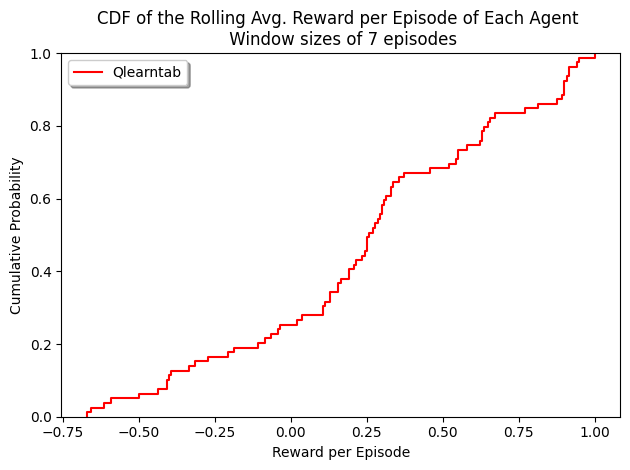 CDF of the Rolling Avg. Reward per Episode of Each Agent
Window sizes of 7 episodes
Qlearntab
Cumulative Probability
1.0
0.8
0.6
0.4
0.2
0.0
−0.75 −0.50 −0.25 0.00 0.25 0.50 0.75 1.00
Reward per Episode